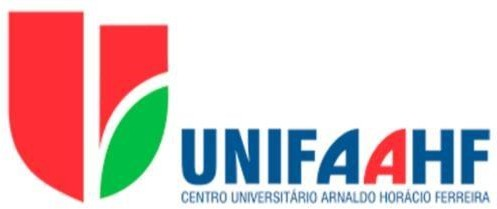 UNIFAAHF
CENTRO UNIVERSITÁRIO ARNALDO HORÁCIO FERREIRA